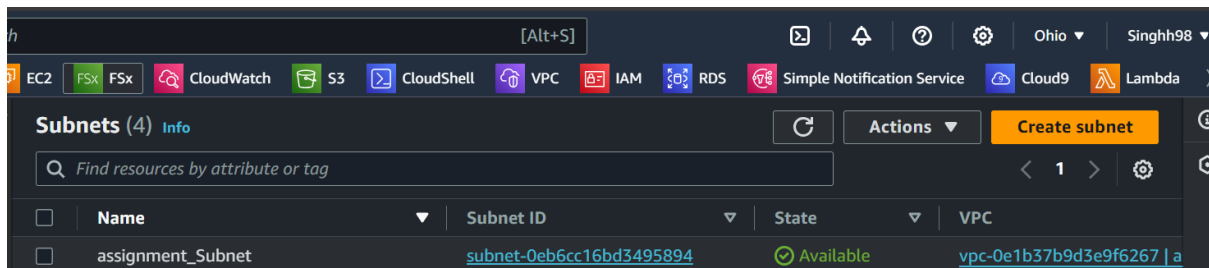 h [Alt+S] Ohio Singhh98
EC2 FSx FSx CloudWatch S3 CloudShell VPC IAM RDS Simple Notification Service Cloud9 Lambda
Subnets (4) Info Actions Create subnet
Find resources by attribute or tag 1
Name Subnet ID State VPC
assignment_Subnet subnet-0eb6cc16bd3495894 Available vpc-0e1b37b9d3e9f6267 | a